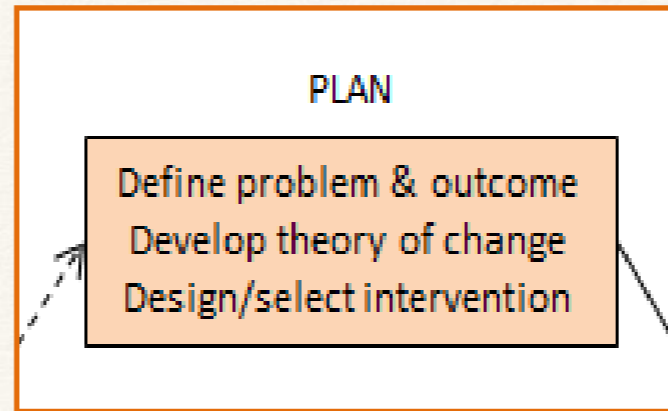 PLAN
Define problem & outcome
Develop theory of change
Design/select intervention